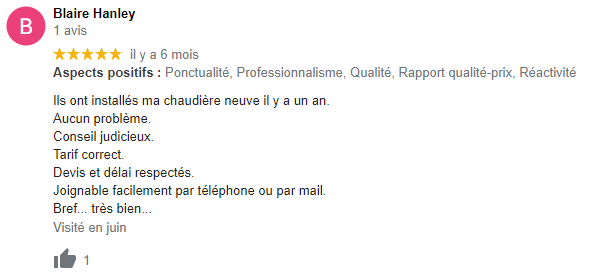 B
Blaire Hanley
1 avis
il y a 6 mois
Aspects positifs : Ponctualité, Professionnalisme, Qualité, Rapport qualité-prix, Réactivité
Ils ont installés ma chaudière neuve il y a un an.
Aucun problème.
Conseil judicieux.
Tarif correct.
Devis et délai respectés.
Joignable facilement par téléphone ou par mail.
Bref... très bien...
Visité en juin
1